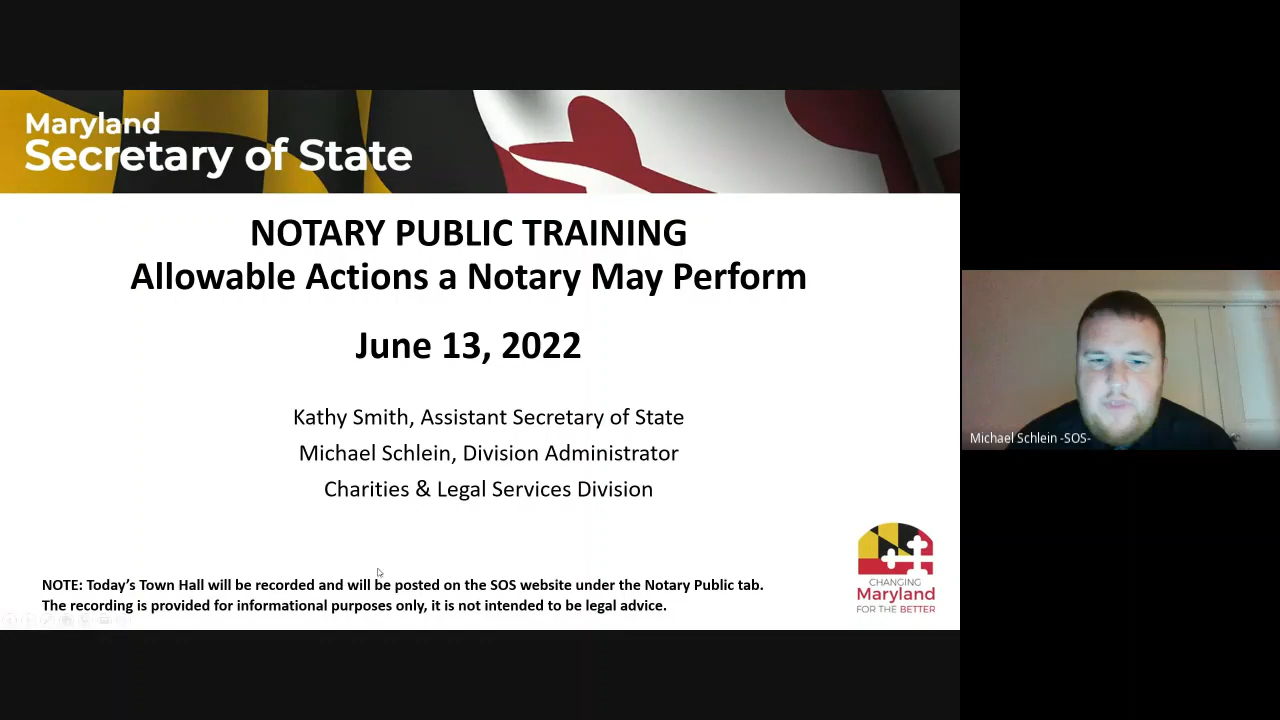 Maryland
Secretary of State
NOTARY PUBLIC TRAINING
Allowable Actions a Notary May Perform
June 13, 2022
Kathy Smith, Assistant Secretary of State
Michael Schlein, Division Administrator
Charities & Legal Services Division
NOTE: Today's Town Hall will be recorded and will be posted on the SOS website under the Notary Public tab.
The recording is provided for informational purposes only, it is not intended to be legal advice.
CHANGING
Maryland
FOR THE BETTER
Michael Schlein -SOS-